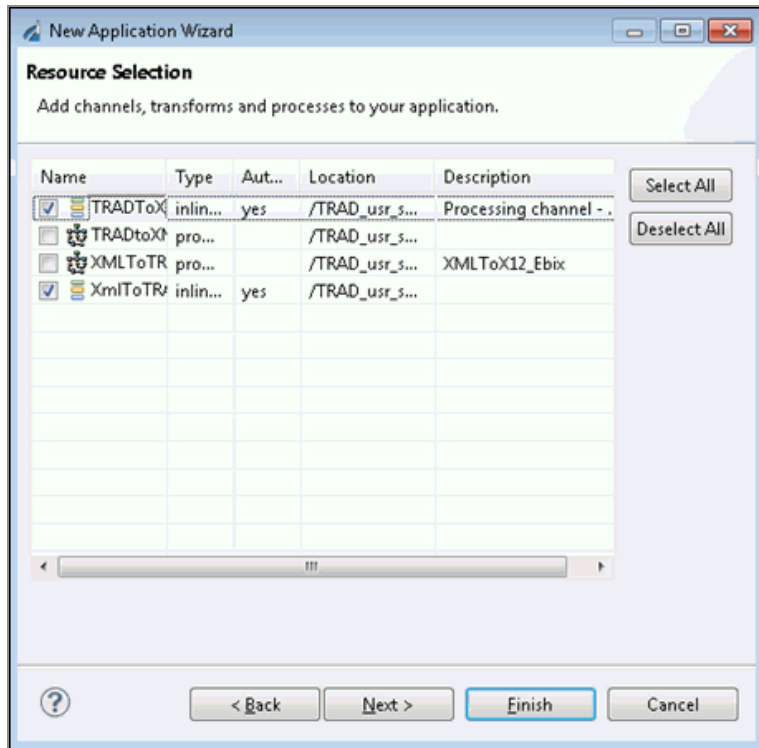 New Application Wizard
Resource Selection
Add channels, transforms and processes to your application.
Name Type Aut... Location Description
TRADToX inlin... yes /TRAD_usr_s... Processing channel - .
TRADtoXM pro... /TRAD_usr_s...
XMLToTR pro... /TRAD_usr_s... XMLToX12_Ebix
XmlToTRA inlin... yes /TRAD_usr_s...
Select All
Deselect All
< Back Next > Finish Cancel